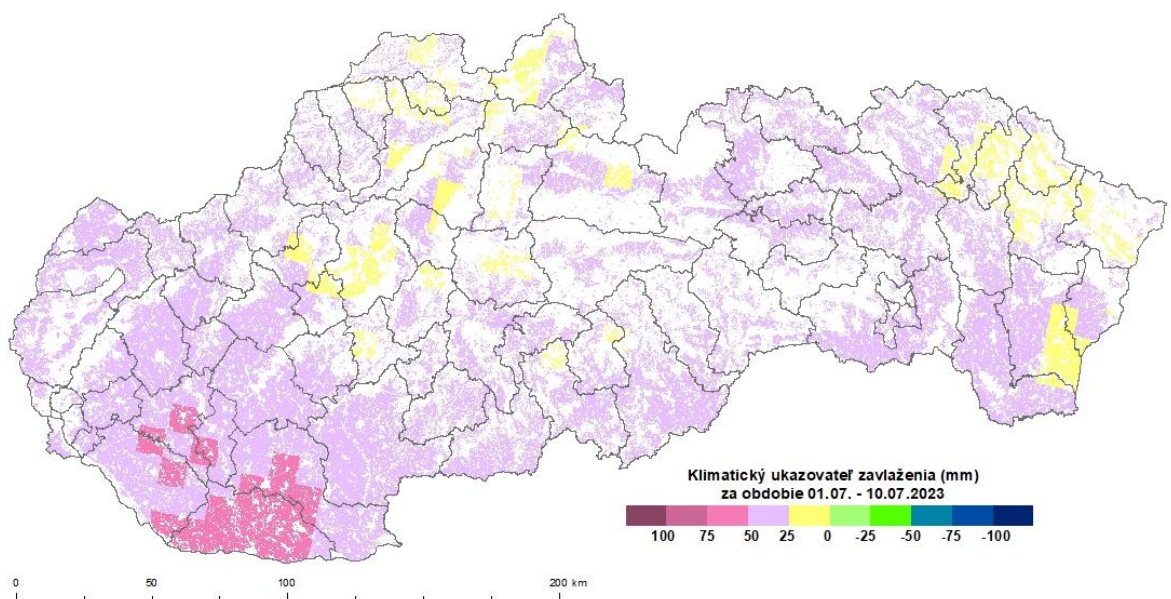 Klimatický ukazovateľ zavlaženia (mm)
za obdobie 01.07. - 10.07.2023
100 75 50 25 0 -25 -50 -75 -100
0 50 100 200 km